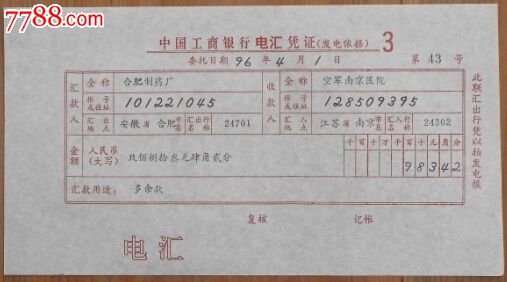 7788.com
中国工商银行电汇凭证(发电依据) 3
委托日期 96 年 4 月 1 日 第 43 号
汇款人 全称 合肥制药厂 收款人 全称 空军南京医院
帐号或住址 101221045 帐号或住址 128509395
汇出地点 安徽省合肥市县 汇出行名称 24701 汇入地点 江苏省南京市县 汇入行名称 24302
金额 人民币(大写) 玖佰捌拾叁元肆角贰分 千百十万千百十元角分 98342
汇款用途: 多余款
此联汇出行凭以拍发电报
复核 记帐
电汇